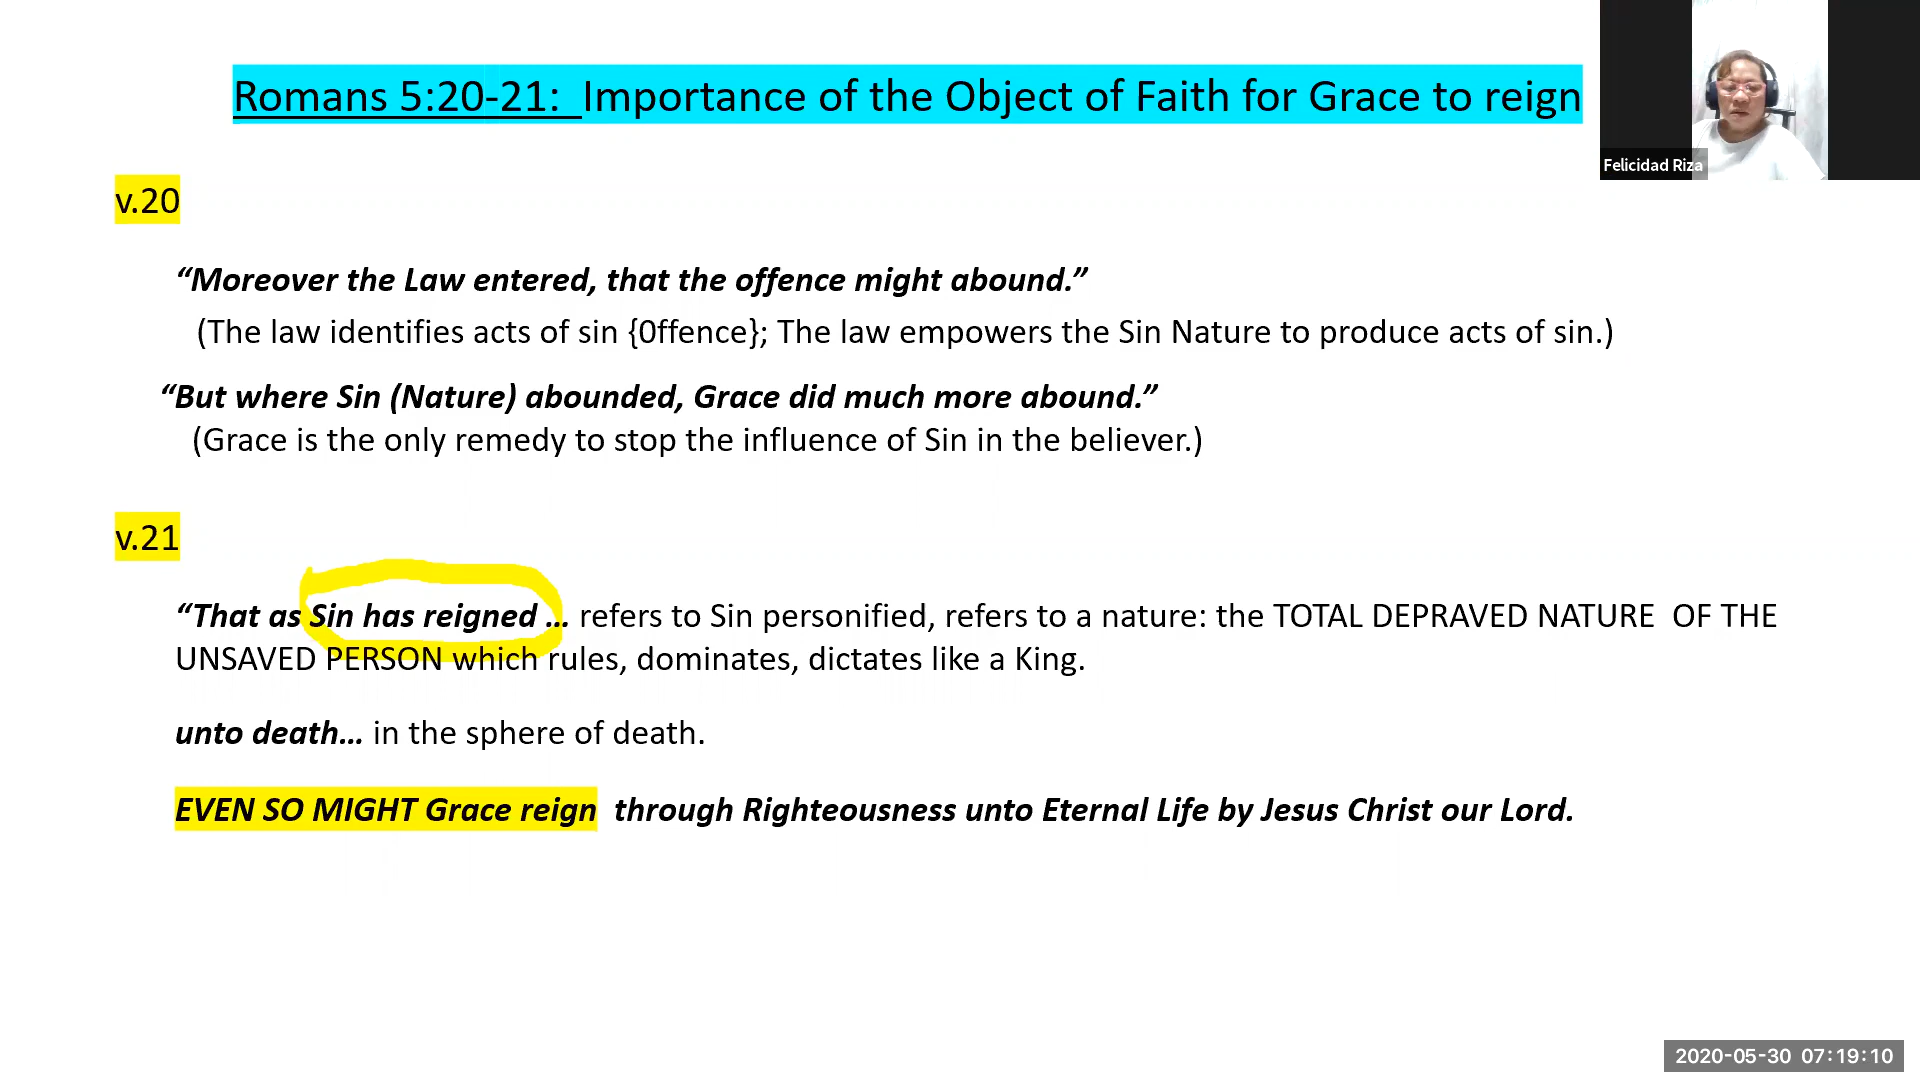 Romans 5:20-21: Importance of the Object of Faith for Grace to reign
Felicidad Riza
v.20
“Moreover the Law entered, that the offence might abound.”
(The law identifies acts of sin {0ffence}; The law empowers the Sin Nature to produce acts of sin.)
“But where Sin (Nature) abounded, Grace did much more abound.”
(Grace is the only remedy to stop the influence of Sin in the believer.)
v.21
“That as Sin has reigned … refers to Sin personified, refers to a nature: the TOTAL DEPRAVED NATURE OF THE
UNSAVED PERSON which rules, dominates, dictates like a King.
unto death… in the sphere of death.
EVEN SO MIGHT Grace reign through Righteousness unto Eternal Life by Jesus Christ our Lord.
2020-05-30 07:19:10